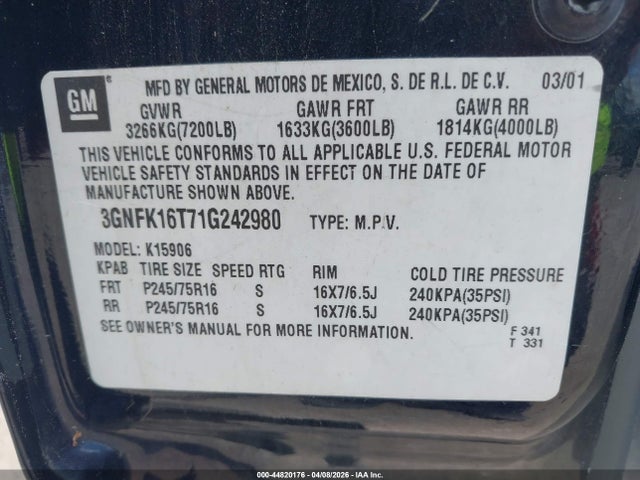 GM ®
MFD BY GENERAL MOTORS DE MEXICO, S. DE R.L. DE C.V. 03/01
GVWR GAWR FRT GAWR RR
3266KG(7200LB) 1633KG(3600LB) 1814KG(4000LB)
THIS VEHICLE CONFORMS TO ALL APPLICABLE U.S. FEDERAL MOTOR
VEHICLE SAFETY STANDARDS IN EFFECT ON THE DATE OF
MANUFACTURE SHOWN ABOVE.
3GNFK16T71G242980 TYPE: M.P.V.
MODEL: K15906
KPAB TIRE SIZE SPEED RTG RIM COLD TIRE PRESSURE
FRT P245/75R16 S 16X7/6.5J 240KPA(35PSI)
RR P245/75R16 S 16X7/6.5J 240KPA(35PSI)
SEE OWNER'S MANUAL FOR MORE INFORMATION.
F 341
T 331
000-44820176 | 04/08/2026 | IAA Inc.